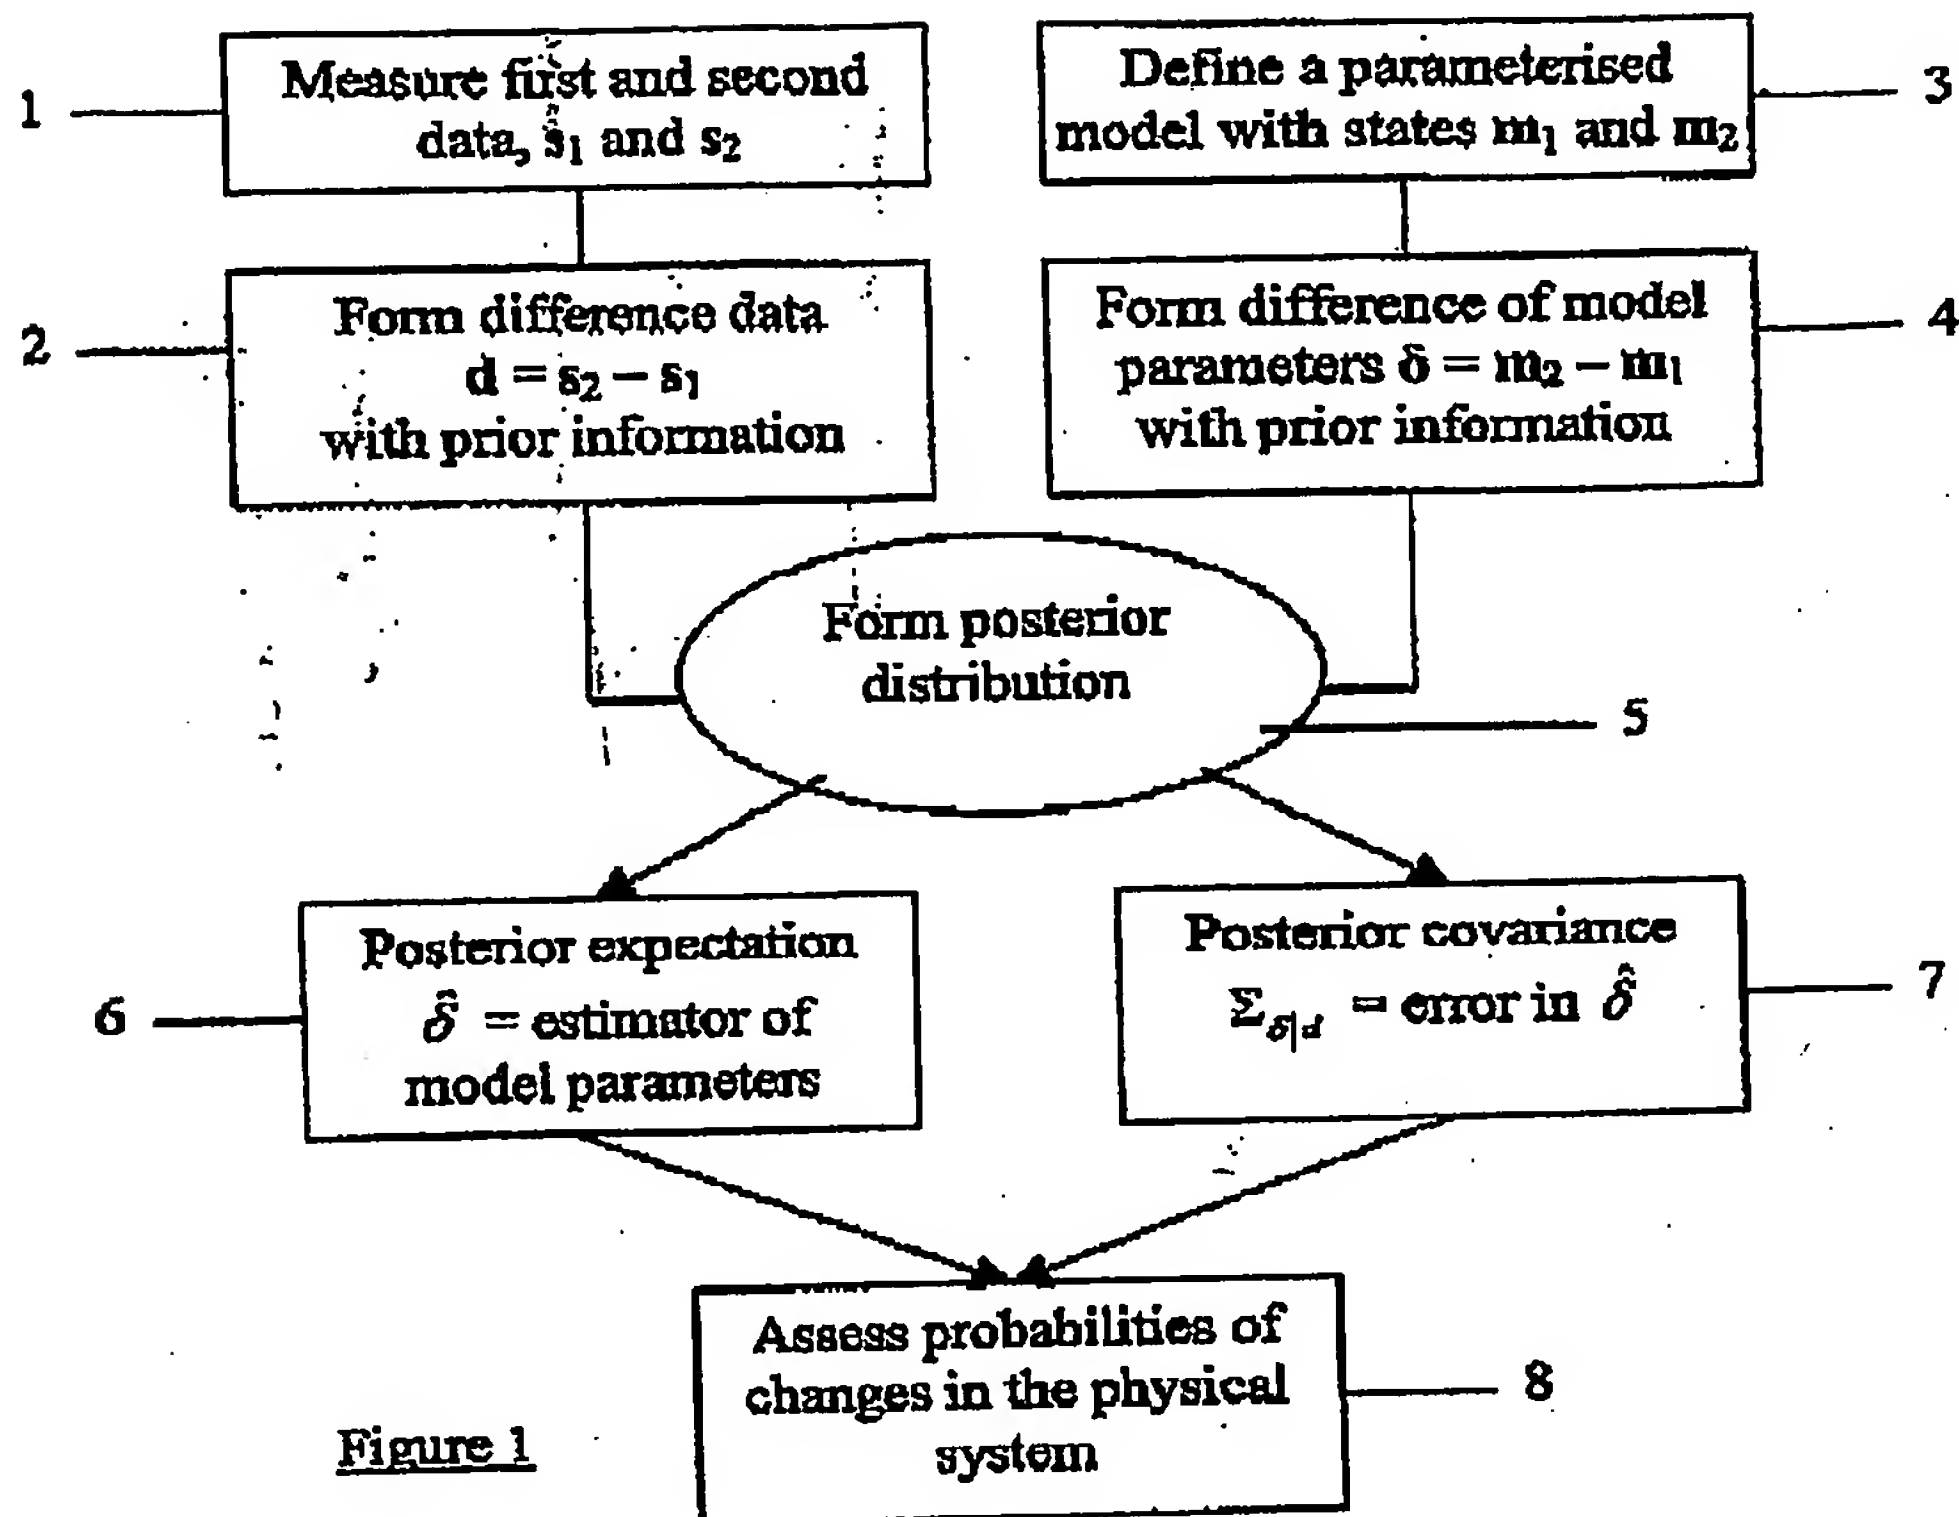 1
Measure first and second
data, s₁ and s₂
Define a parameterised
model with states m₁ and m₂
3
2
Form difference data
d = s₂ – s₁
with prior information
Form difference of model
parameters δ = m₂ – m₁
with prior information
4
Form posterior
distribution
5
6
Posterior expectation
δ̂ = estimator of
model parameters
Posterior covariance
Σ_δ|d = error in δ̂
7
Assess probabilities of
changes in the physical
system
8
Figure 1